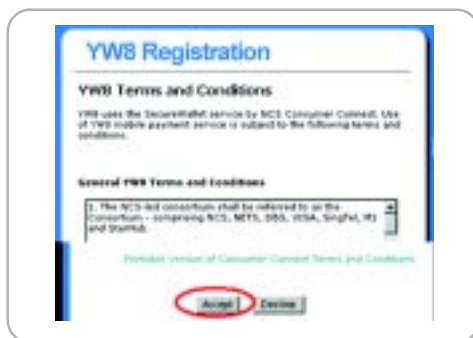 YW8 Registration
YW8 Terms and Conditions
YW8 uses the SecureWallet service by NCS Consumer Connect. Use
of YW8 mobile payment service is subject to the following terms and
conditions.
General YW8 Terms and Conditions
1. The NCS-led consortium shall be referred to as the
Consortium - comprising NCS, NETS, DBS, VISA, SingTel, M1
and StarHub.
Printable version of Consumer Connect Terms and Conditions
Accept Decline